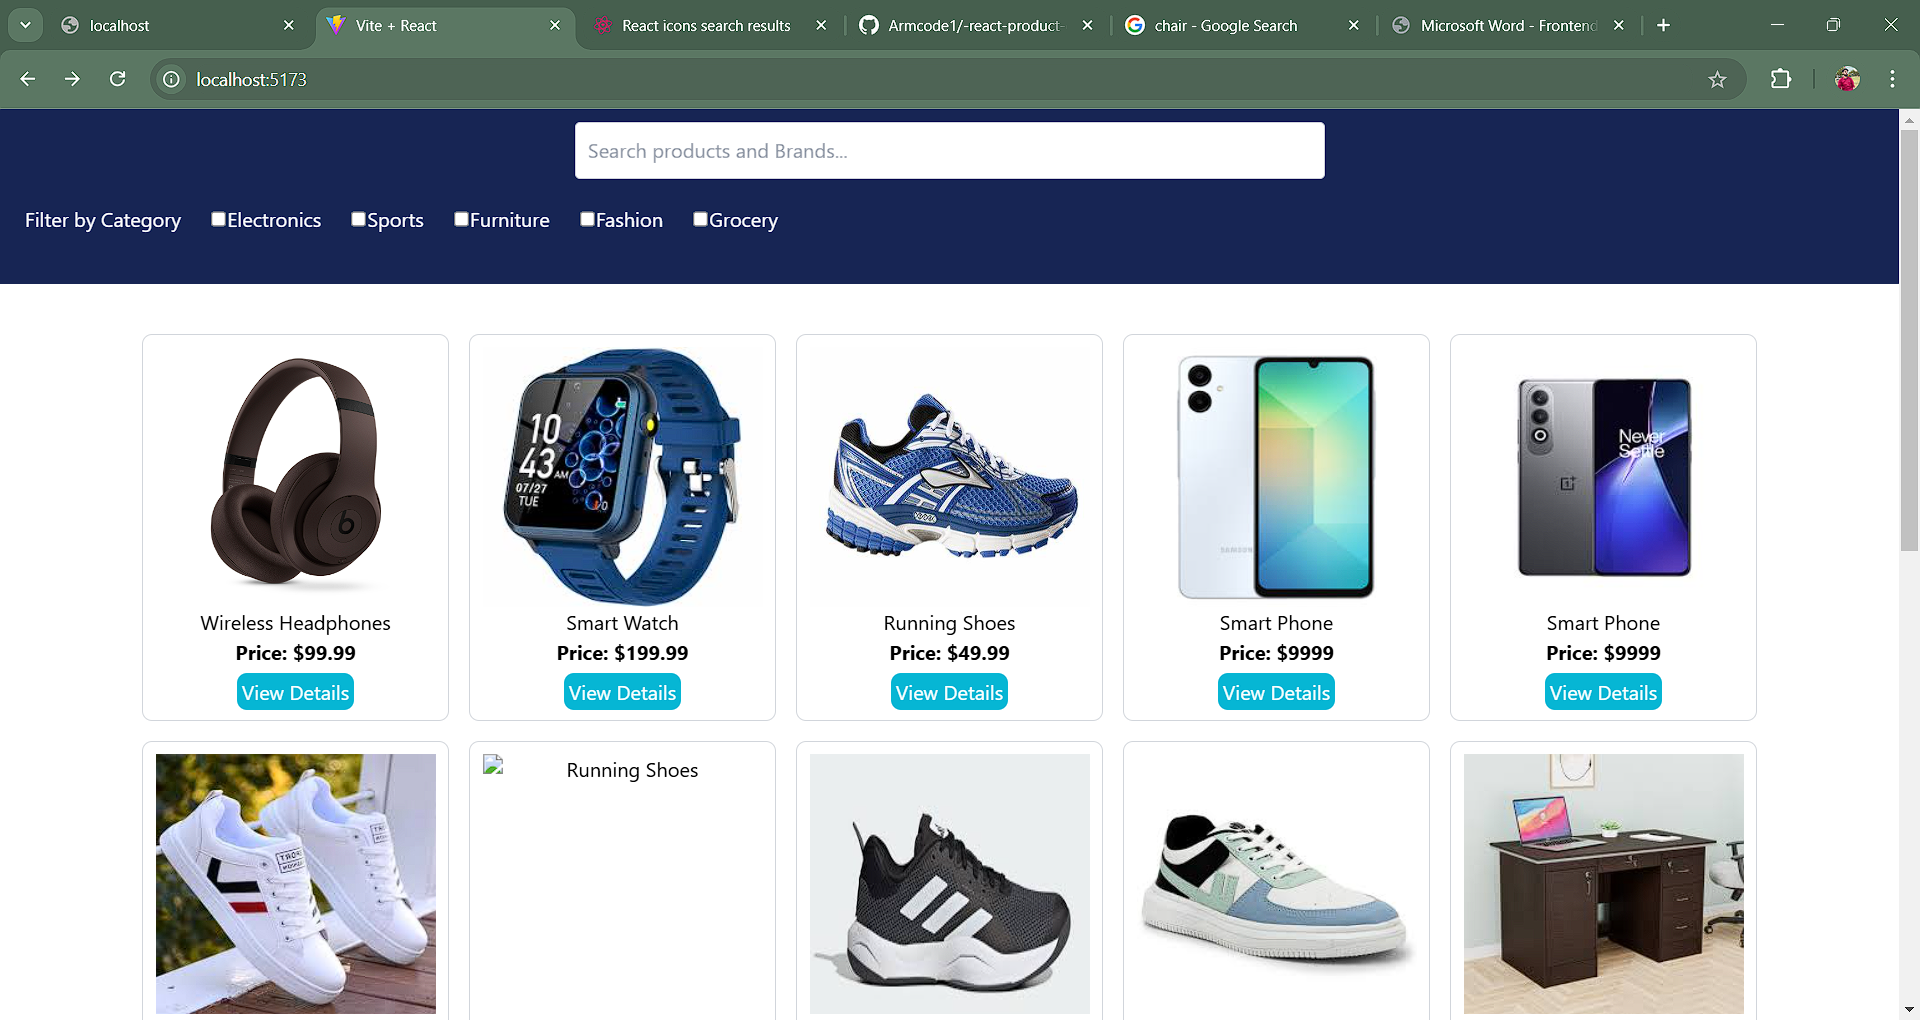 localhost
Vite + React
React icons search results
Armcode1/-react-product-
chair - Google Search
Microsoft Word - Frontend
localhost:5173
Search products and Brands...
Filter by Category
Electronics
Sports
Furniture
Fashion
Grocery
10
43 AM
07/27
TUE
SAMSUNG
Never
Settle
Wireless Headphones
Price: $99.99
View Details
Smart Watch
Price: $199.99
View Details
Running Shoes
Price: $49.99
View Details
Smart Phone
Price: $9999
View Details
Smart Phone
Price: $9999
View Details
Running Shoes